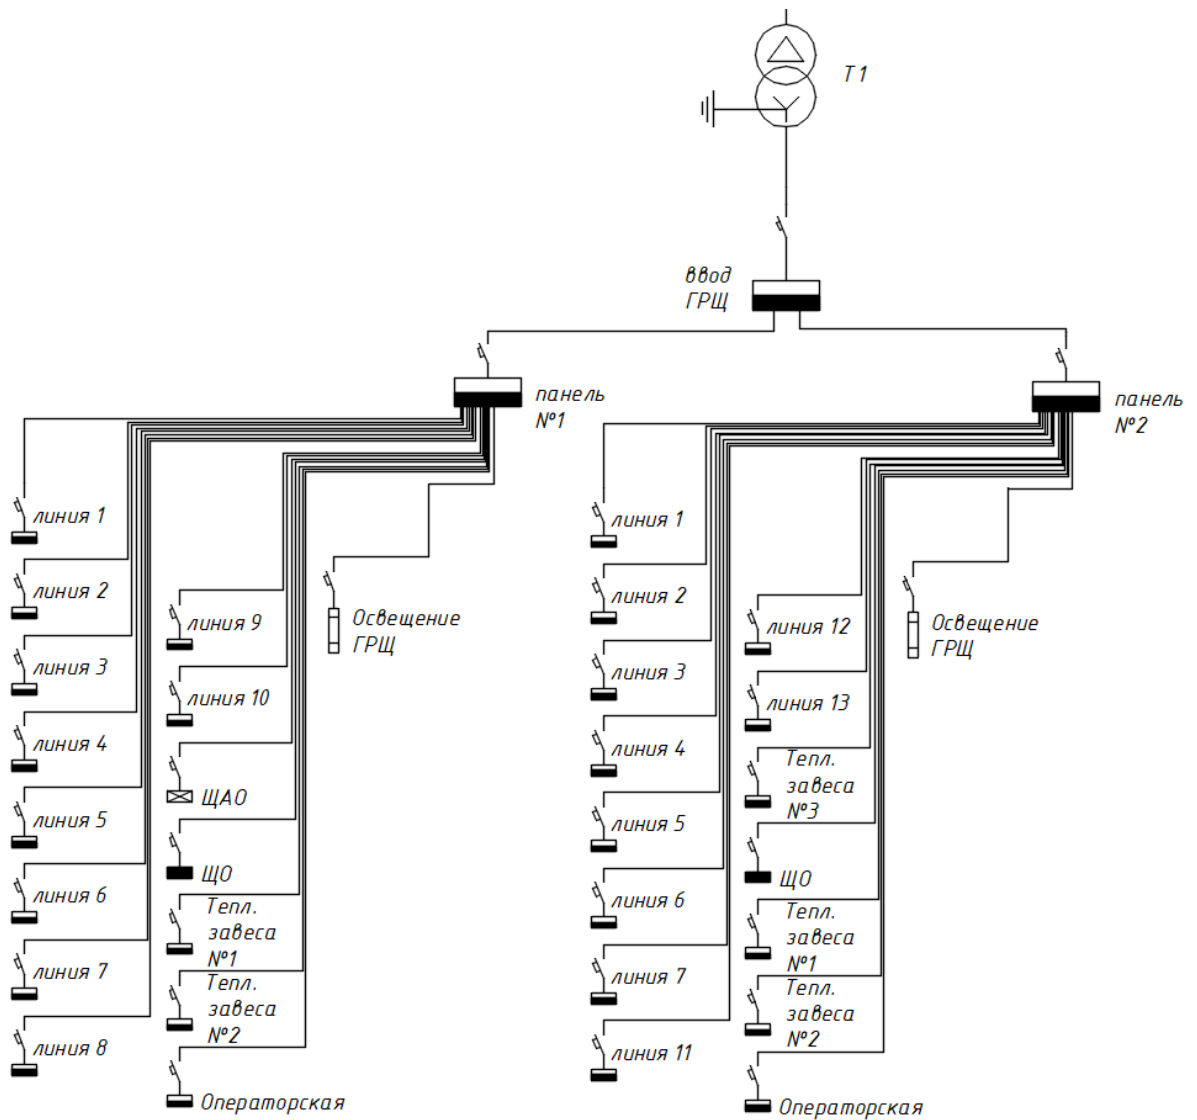 Т1
ввод
ГРЩ
панель
№1
линия 1
линия 2
линия 3
линия 4
линия 5
линия 6
линия 7
линия 8
линия 9
линия 10
ЩАО
ЩО
Тепл.
завеса
№1
Тепл.
завеса
№2
Операторская
Освещение
ГРЩ
панель
№2
линия 1
линия 2
линия 3
линия 4
линия 5
линия 6
линия 7
линия 11
линия 12
линия 13
Тепл.
завеса
№3
ЩО
Тепл.
завеса
№1
Тепл.
завеса
№2
Операторская
Освещение
ГРЩ